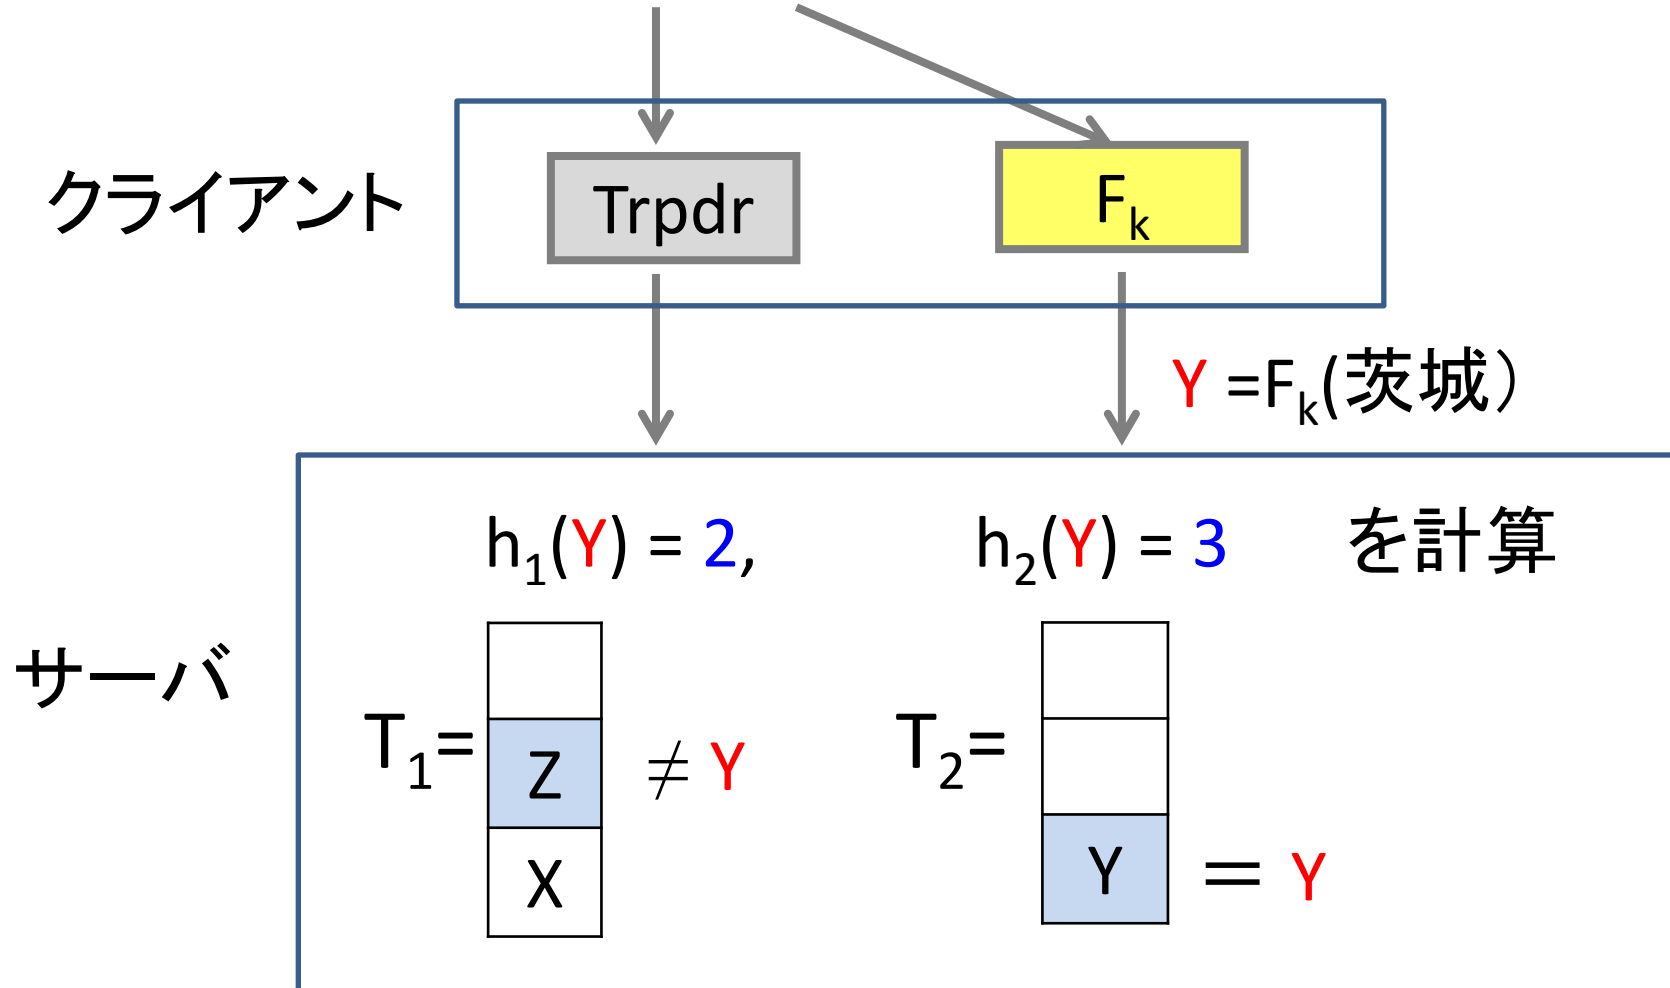 クライアント
Trpdr
Fk
Y =Fk(茨城）
h1(Y) = 2,
h2(Y) = 3
を計算
サーバ
T1=
Z
X
≠ Y
T2=
Y
= Y